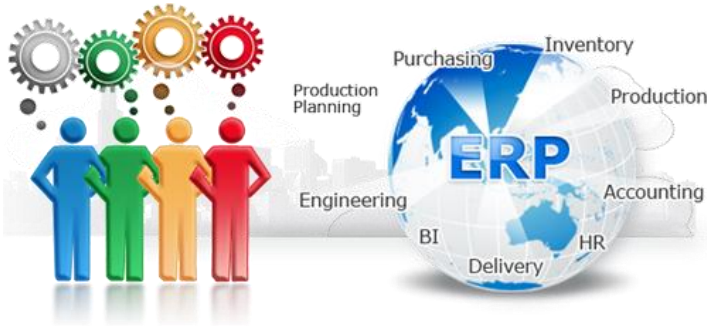 Purchasing
Inventory
Production
Planning
Production
ERP
Engineering
Accounting
BI
HR
Delivery